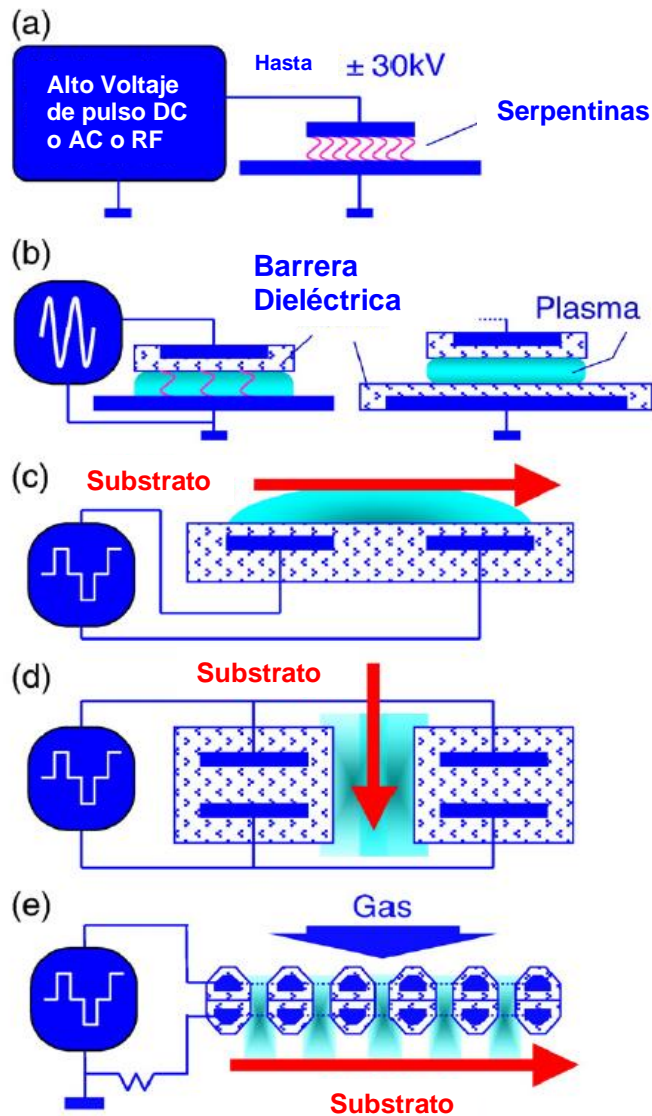 (a)
Hasta ± 30kV
Alto Voltaje
de pulso DC
o AC o RF
Serpentinas
(b)
Barrera
Dieléctrica
Plasma
(c)
Substrato
(d)
Substrato
(e)
Gas
Substrato